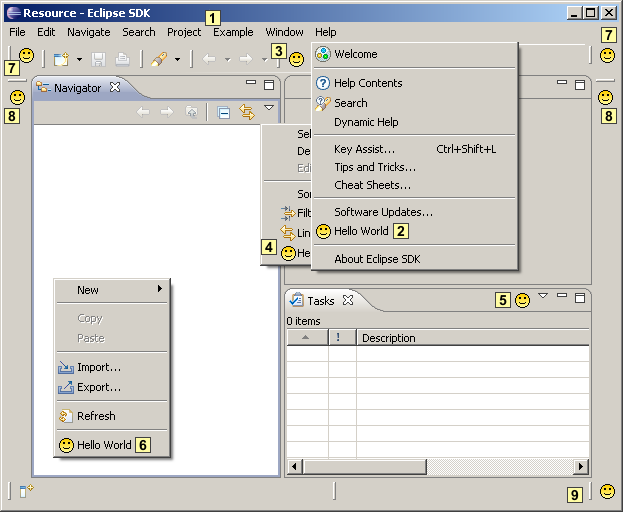 Resource - Eclipse SDK
1
File Edit Navigate Search Project Example Window Help
7
3
7
Welcome
Navigator
8
8
Help Contents
Search
Dynamic Help
Sel
De
Edi
Key Assist... Ctrl+Shift+L
Tips and Tricks...
Cheat Sheets...
Sor
Filt
Software Updates...
Lin
Hello World 2
4
He
About Eclipse SDK
New
Copy
Paste
Import...
Export...
Refresh
Hello World 6
Tasks
5
0 items
! Description
9